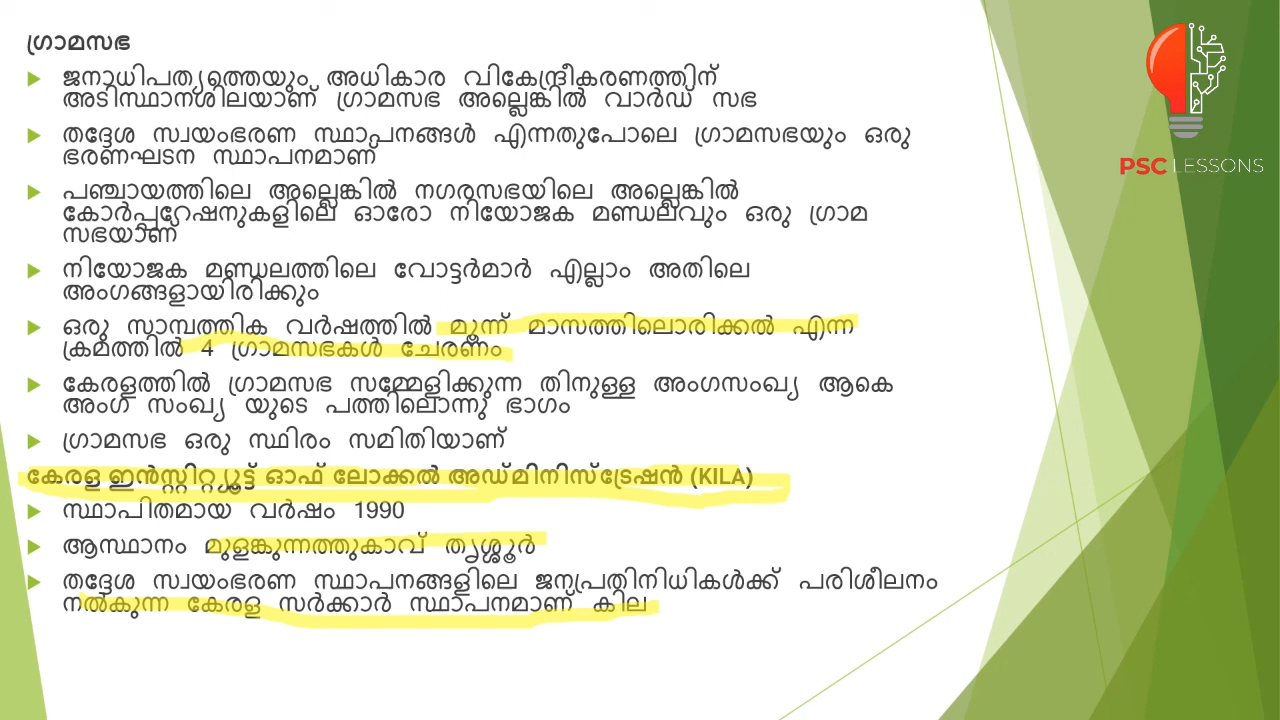 ഗ്രാമസഭ
ജനാധിപത്യത്തെയും അധികാര വികേന്ദ്രീകരണത്തിന്
അടിസ്ഥാനശിലയാണ് ഗ്രാമസഭ അല്ലെങ്കിൽ വാർഡ് സഭ
തദ്ദേശ സ്വയംഭരണ സ്ഥാപനങ്ങൾ എന്നതുപോലെ ഗ്രാമസഭയും ഒരു
ഭരണഘടന സ്ഥാപനമാണ്
പഞ്ചായത്തിലെ അല്ലെങ്കിൽ നഗരസഭയിലെ അല്ലെങ്കിൽ
കോർപ്പറേഷനുകളിലെ ഓരോ നിയോജക മണ്ഡലവും ഒരു ഗ്രാമ
സഭയാണ്
നിയോജക മണ്ഡലത്തിലെ വോട്ടർമാർ എല്ലാം അതിലെ
അംഗങ്ങളായിരിക്കും
ഒരു സാമ്പത്തിക വർഷത്തിൽ മൂന്ന് മാസത്തിലൊരിക്കൽ എന്ന
ക്രമത്തിൽ 4 ഗ്രാമസഭകൾ ചേരണം
കേരളത്തിൽ ഗ്രാമസഭ സമ്മേളിക്കുന്ന തിനുള്ള അംഗസംഖ്യ ആകെ
അംഗ സംഖ്യ യുടെ പത്തിലൊന്നു ഭാഗം
ഗ്രാമസഭ ഒരു സ്ഥിരം സമിതിയാണ്
കേരള ഇൻസ്റ്റിറ്റ്യൂട്ട് ഓഫ് ലോക്കൽ അഡ്മിനിസ്ട്രേഷൻ (KILA)
സ്ഥാപിതമായ വർഷം 1990
ആസ്ഥാനം മുളങ്കുന്നത്തുകാവ് തൃശ്ശൂർ
തദ്ദേശ സ്വയംഭരണ സ്ഥാപനങ്ങളിലെ ജനപ്രതിനിധികൾക്ക് പരിശീലനം
നൽകുന്ന കേരള സർക്കാർ സ്ഥാപനമാണ് കില
PSC LESSONS